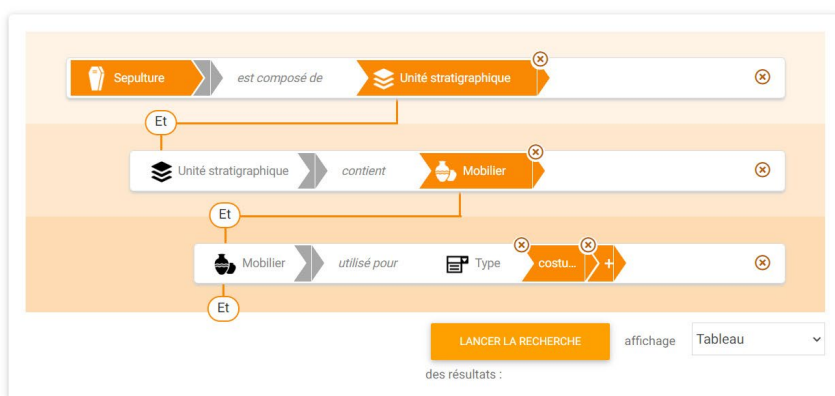 Sepulture est composé de Unité stratigraphique
Et
Unité stratigraphique contient Mobilier
Et
Mobilier utilisé pour Type costu... +
Et
LANCER LA RECHERCHE affichage Tableau
des résultats :